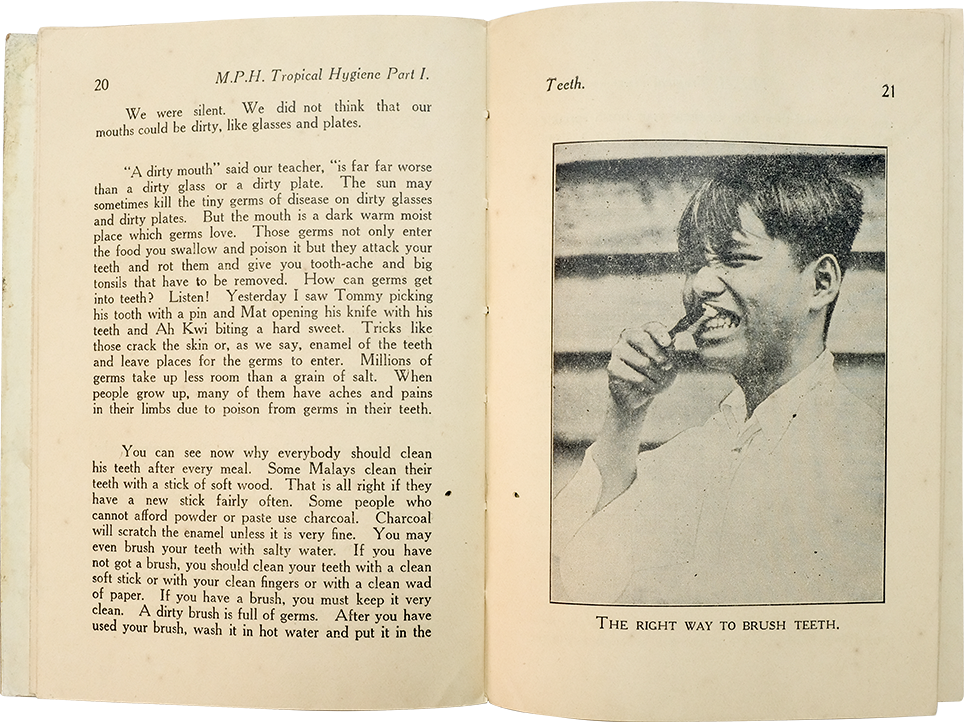 20
M.P.H. Tropical Hygiene Part I.
We were silent. We did not think that our
mouths could be dirty, like glasses and plates.
"A dirty mouth" said our teacher, "is far far worse
than a dirty glass or a dirty plate. The sun may
sometimes kill the tiny germs of disease on dirty glasses
and dirty plates. But the mouth is a dark warm moist
place which germs love. Those germs not only enter
the food you swallow and poison it but they attack your
teeth and rot them and give you tooth-ache and big
tonsils that have to be removed. How can germs get
into teeth? Listen! Yesterday I saw Tommy picking
his tooth with a pin and Mat opening his knife with his
teeth and Ah Kwi biting a hard sweet. Tricks like
those crack the skin or, as we say, enamel of the teeth
and leave places for the germs to enter. Millions of
germs take up less room than a grain of salt. When
people grow up, many of them have aches and pains
in their limbs due to poison from germs in their teeth.
You can see now why everybody should clean
his teeth after every meal. Some Malays clean their
teeth with a stick of soft wood. That is all right if they
have a new stick fairly often. Some people who
cannot afford powder or paste use charcoal. Charcoal
will scratch the enamel unless it is very fine. You may
even brush your teeth with salty water. If you have
not got a brush, you should clean your teeth with a clean
soft stick or with your clean fingers or with a clean wad
of paper. If you have a brush, you must keep it very
clean. A dirty brush is full of germs. After you have
used your brush, wash it in hot water and put it in the
Teeth.
21
THE RIGHT WAY TO BRUSH TEETH.